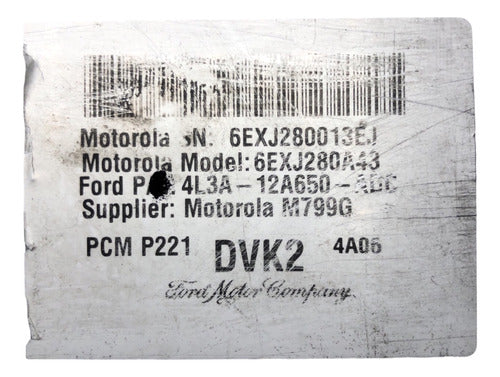 Motorola SN: 6EXJ280013EJ
Motorola Model: 6EXJ280A43
Ford 4L3A-12A650-
Supplier: Motorola M799G
PCM P221 DVK2 4A06
Ford Motor Company